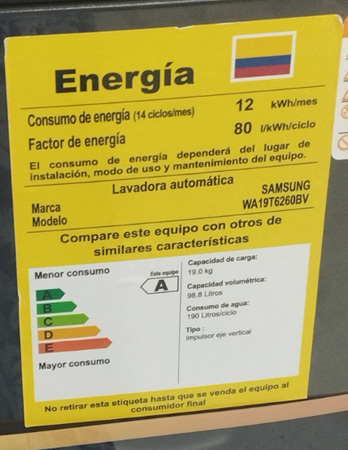 Energía
Consumo de energía (14 ciclos/mes) 12 kWh/mes
Factor de energía 80 l/kWh/ciclo
El consumo de energía dependerá del lugar de
instalación, modo de uso y mantenimiento del equipo.
Lavadora automática
Marca SAMSUNG
Modelo WA19T6260BV
Compare este equipo con otros de
similares características
Menor consumo
Este equipo
A
A
B
C
D
E
Mayor consumo
Capacidad de carga:
19.0 kg
Capacidad volumétrica:
98.8 Litros
Consumo de agua:
190 Litros/ciclo
Tipo :
Impulsor eje vertical
No retirar esta etiqueta hasta que se venda el equipo al
consumidor final